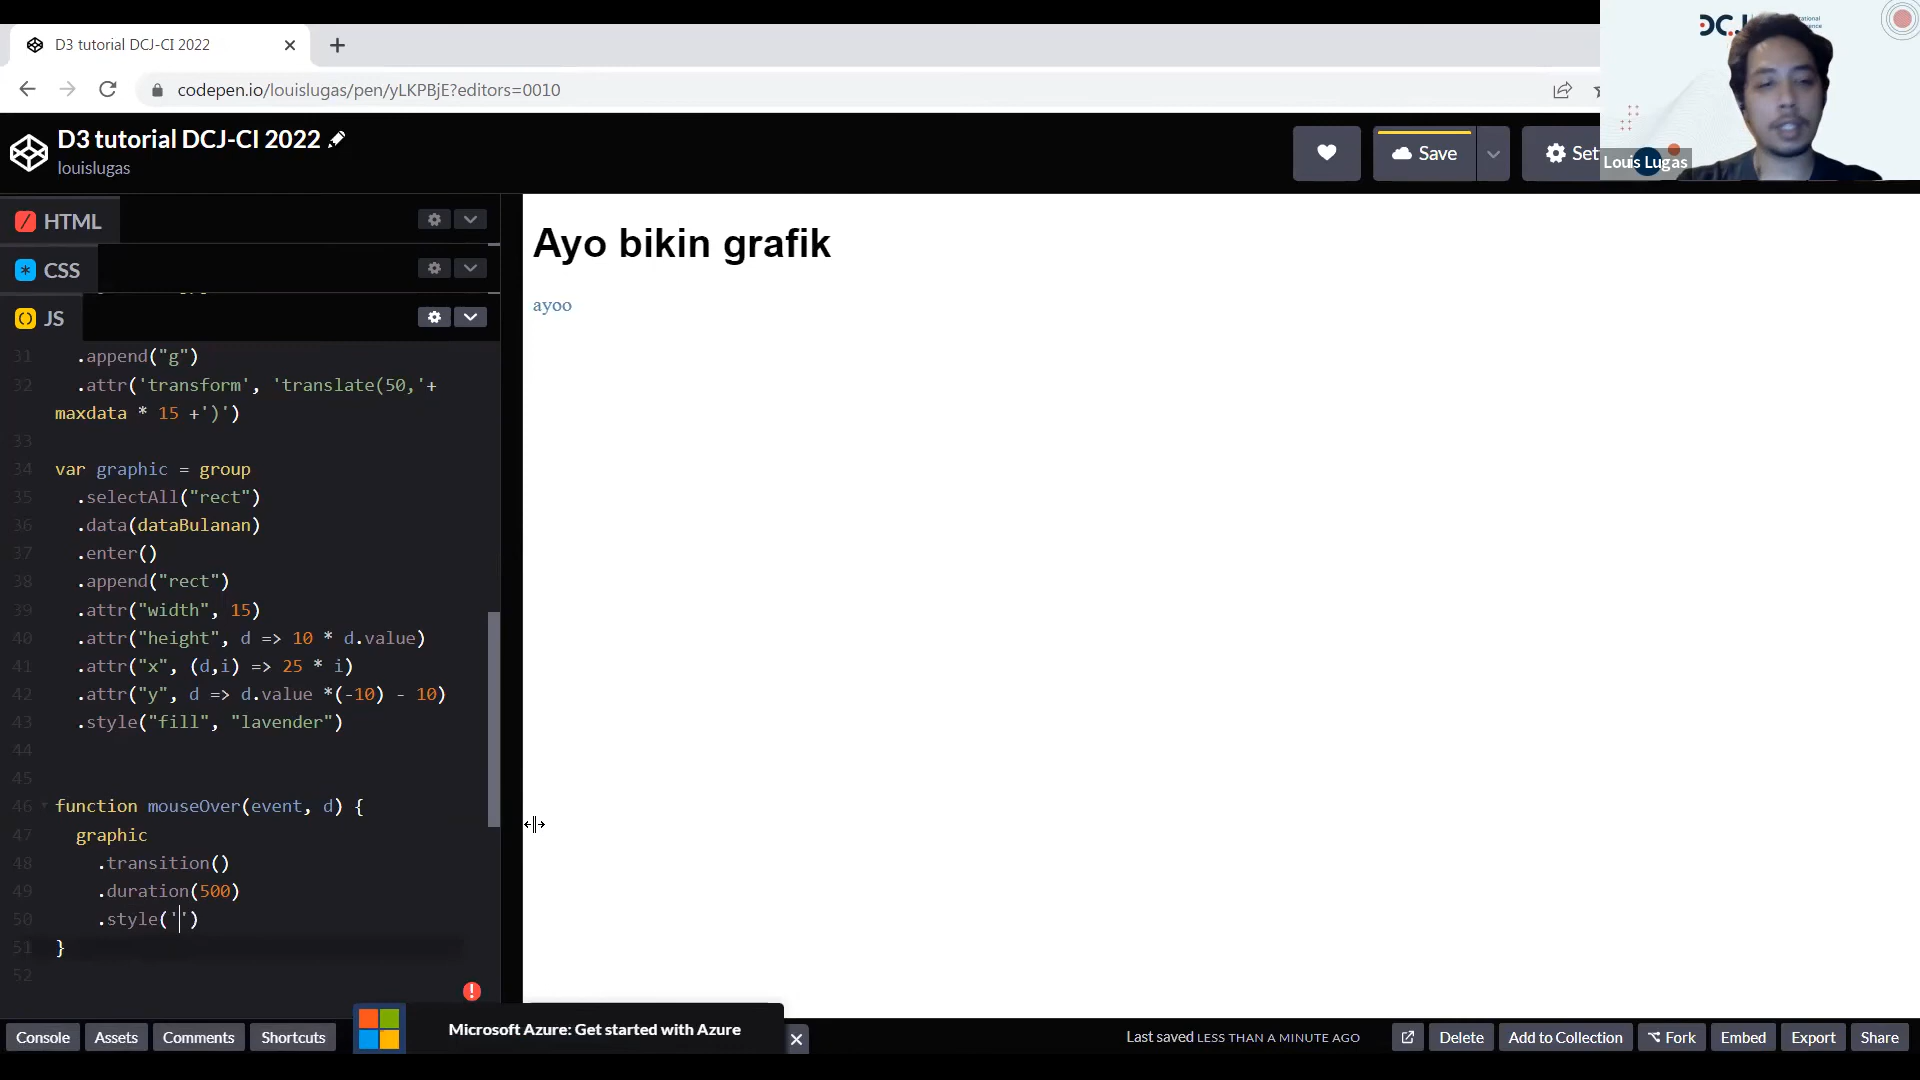 D3 tutorial DCJ-CI 2022
codepen.io/louislugas/pen/yLKPBjE?editors=0010
D3 tutorial DCJ-CI 2022
louislugas
Save
Set
DCJ
Louis Lugas
HTML
CSS
JS
31 .append("g")
32 .attr('transform', 'translate(50,'+
maxdata * 15 +')')
33
34 var graphic = group
35 .selectAll("rect")
36 .data(dataBulanan)
37 .enter()
38 .append("rect")
39 .attr("width", 15)
40 .attr("height", d => 10 * d.value)
41 .attr("x", (d,i) => 25 * i)
42 .attr("y", d => d.value *(-10) - 10)
43 .style("fill", "lavender")
44
45
46 function mouseOver(event, d) {
47 graphic
48 .transition()
49 .duration(500)
50 .style('')
51 }
52
Ayo bikin grafik
ayoo
Console
Assets
Comments
Shortcuts
Microsoft Azure: Get started with Azure
Last saved LESS THAN A MINUTE AGO
Delete
Add to Collection
Fork
Embed
Export
Share